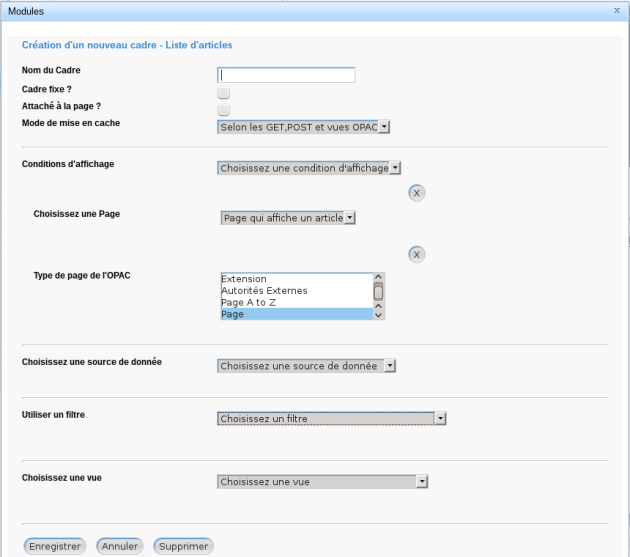 Modules x
Création d'un nouveau cadre - Liste d'articles
Nom du Cadre
Cadre fixe ?
Attaché à la page ?
Mode de mise en cache Selon les GET,POST et vues OPAC
Conditions d'affichage Choisissez une condition d'affichage
X
Choisissez une Page Page qui affiche un article
X
Type de page de l'OPAC
Extension
Autorités Externes
Page A to Z
Page
Choisissez une source de donnée Choisissez une source de donnée
Utiliser un filtre Choisissez un filtre
Choisissez une vue Choisissez une vue
Enregistrer Annuler Supprimer